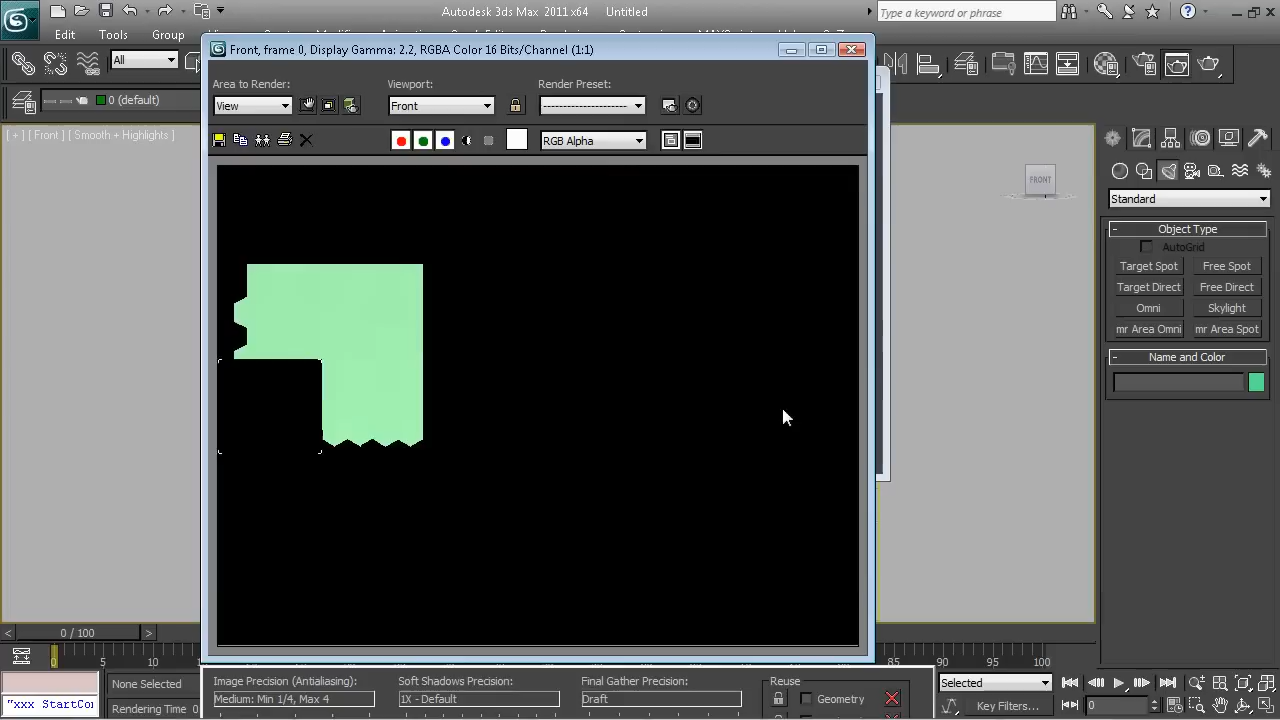 Autodesk 3ds Max 2011 x64 Untitled
Type a keyword or phrase
Edit Tools Group
Front, frame 0, Display Gamma: 2.2, RGBA Color 16 Bits/Channel (1:1)
All
Area to Render: Viewport: Render Preset:
View Front
0 (default)
RGB Alpha
[ + ] [ Front ] [ Smooth + Highlights ]
FRONT
Standard
- Object Type
AutoGrid
Target Spot Free Spot
Target Direct Free Direct
Omni Skylight
mr Area Omni mr Area Spot
- Name and Color
< 0 / 100 >
0 5 10 15 85 90 95 100
Image Precision (Antialiasing): Soft Shadows Precision: Final Gather Precision: Reuse
None Selected
Medium: Min 1/4, Max 4 1X - Default Draft Geometry
Selected
"xxx StartCor
Rendering Time 0
0
Key Filters...